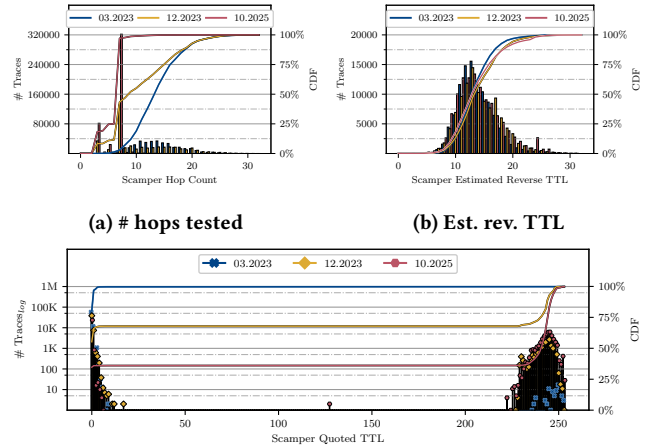 03.2023 12.2023 10.2025
320000
240000
160000
80000
0
# Traces
100%
75%
50%
25%
0%
CDF
0 10 20 30
Scamper Hop Count
(a) # hops tested
03.2023 12.2023 10.2025
20000
15000
10000
5000
0
# Traces
100%
75%
50%
25%
0%
CDF
0 10 20 30
Scamper Estimated Reverse TTL
(b) Est. rev. TTL
03.2023 12.2023 10.2025
1M
100K
10K
1K
100
10
# Traces_log
100%
75%
50%
25%
0%
CDF
0 50 100 150 200 250
Scamper Quoted TTL